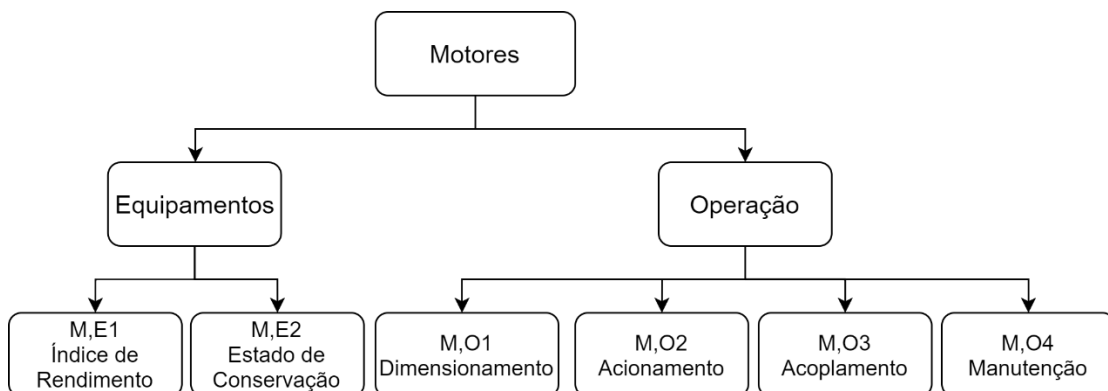 Motores
Equipamentos
Operação
M,E1
Índice de
Rendimento
M,E2
Estado de
Conservação
M,O1
Dimensionamento
M,O2
Acionamento
M,O3
Acoplamento
M,O4
Manutenção